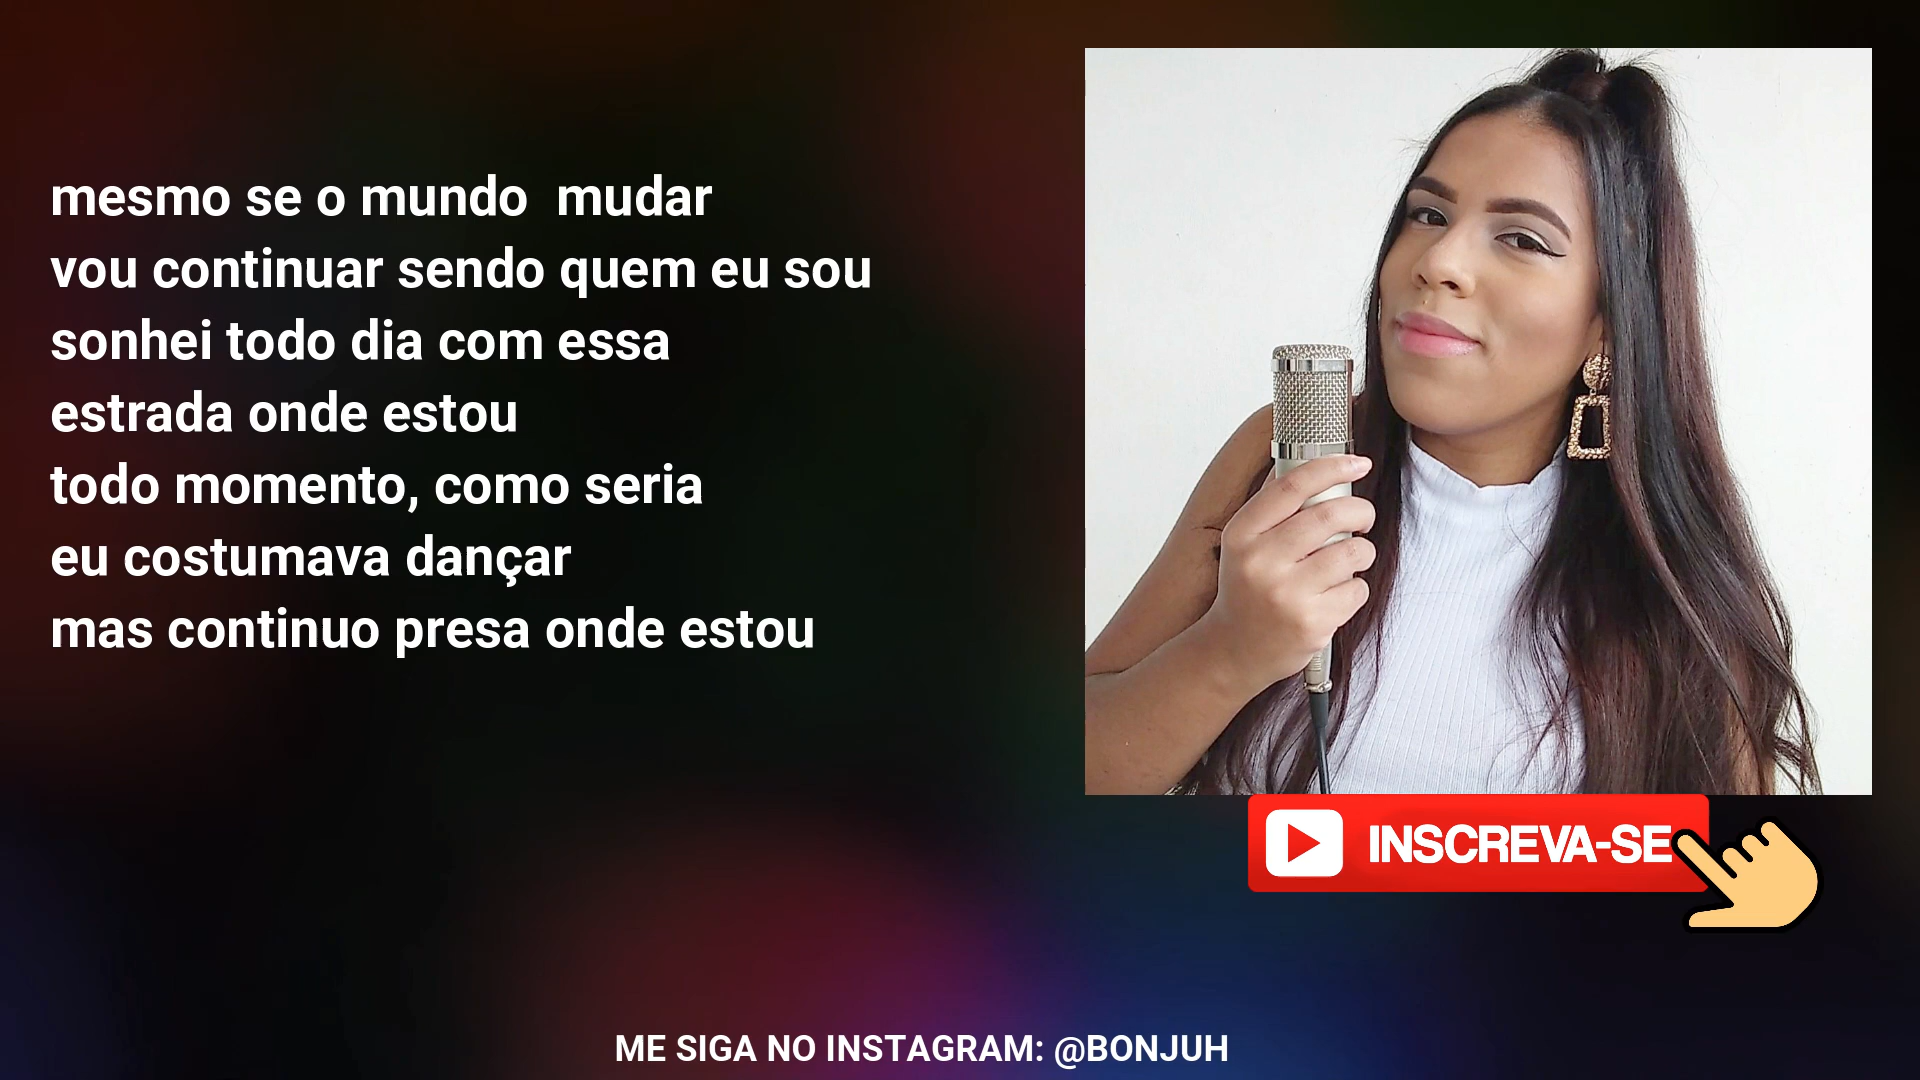 mesmo se o mundo  mudar
vou continuar sendo quem eu sou
sonhei todo dia com essa
estrada onde estou
todo momento, como seria
eu costumava dançar
mas continuo presa onde estou
INSCREVA-SE
ME SIGA NO INSTAGRAM: @BONJUH